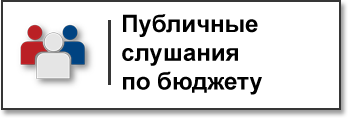 Публичные
слушания
по бюджету